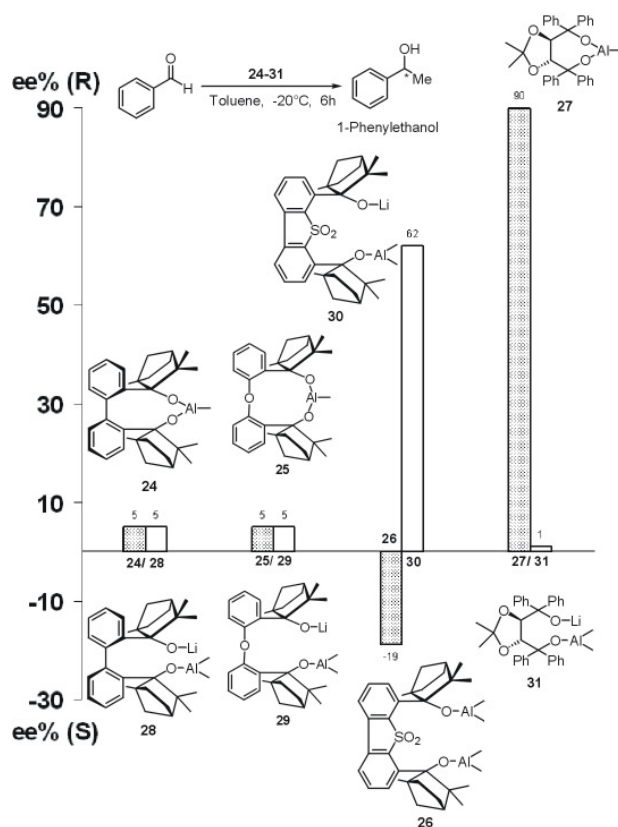 ee% (R)
O
H
24-31
Toluene, -20°C, 6h
OH
*
Me
1-Phenylethanol
Ph Ph
O
O
Al
O
O
Ph Ph
27
90
90
70
50
30
10
-10
-30
ee% (S)
O-Li
SO2
O-Al
30
62
O
Al
O
24
O
O
Al
O
25
5 5
24/ 28
5 5
25/ 29
26
30
-19
1
27/ 31
O-Li
O-Al
28
O-Li
O
O-Al
29
O-Al
SO2
O-Al
26
Ph Ph
O
O-Li
O
O-Al
Ph Ph
31